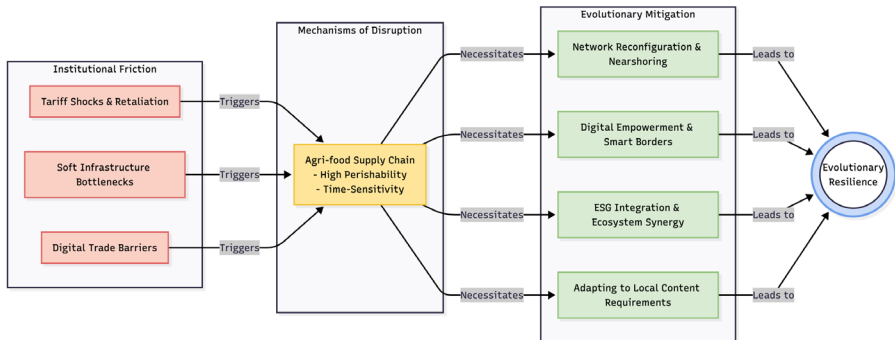 Institutional Friction
Tariff Shocks & Retaliation
Soft Infrastructure
Bottlenecks
Digital Trade Barriers
Triggers
Triggers
Triggers
Mechanisms of Disruption
Agri-food Supply Chain
- High Perishability
- Time-Sensitivity
Necessitates
Necessitates
Necessitates
Necessitates
Evolutionary Mitigation
Network Reconfiguration &
Nearshoring
Digital Empowerment &
Smart Borders
ESG Integration &
Ecosystem Synergy
Adapting to Local Content
Requirements
Leads to
Leads to
Leads to
Leads to
Evolutionary
Resilience